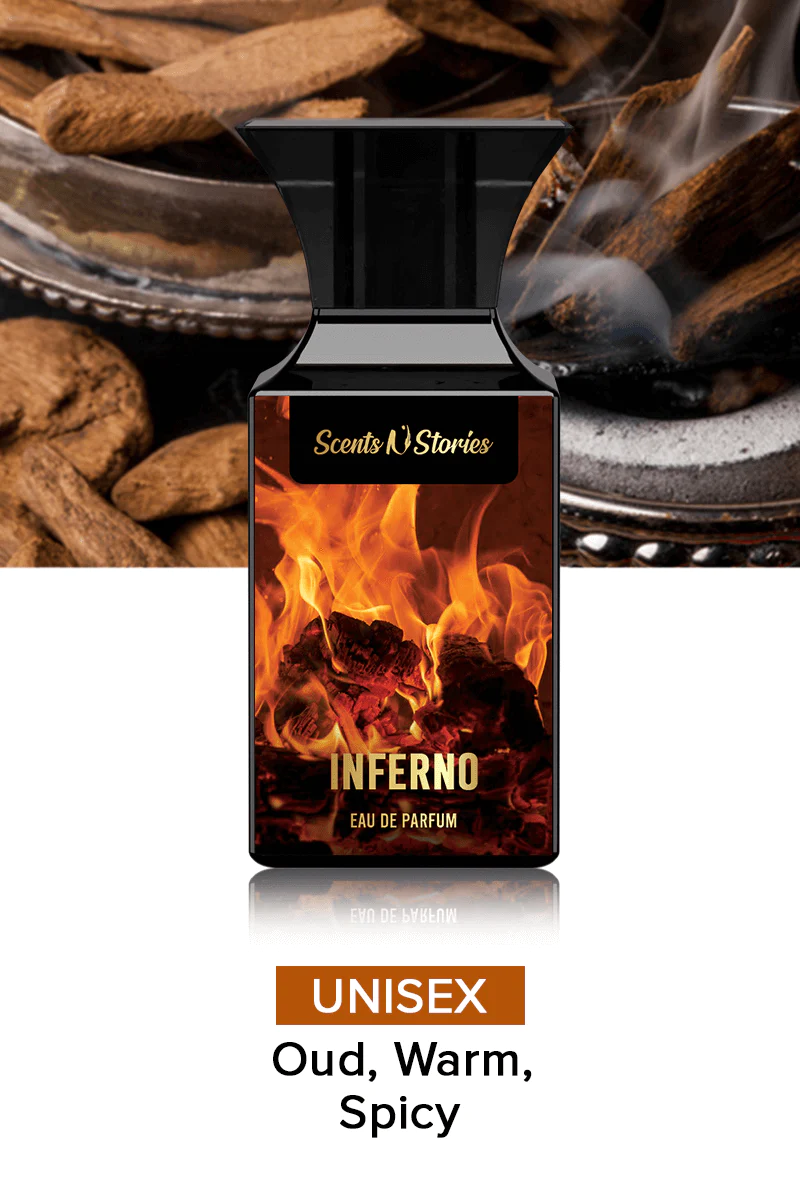 Scents N Stories
INFERNO
EAU DE PARFUM
EAU DE PARFUM
UNISEX
Oud, Warm,
Spicy